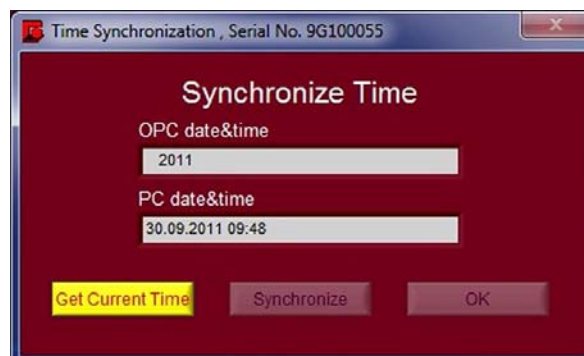 Time Synchronization , Serial No. 9G100055
Synchronize Time
OPC date&time
2011
PC date&time
30.09.2011 09:48
Get Current Time
Synchronize
OK